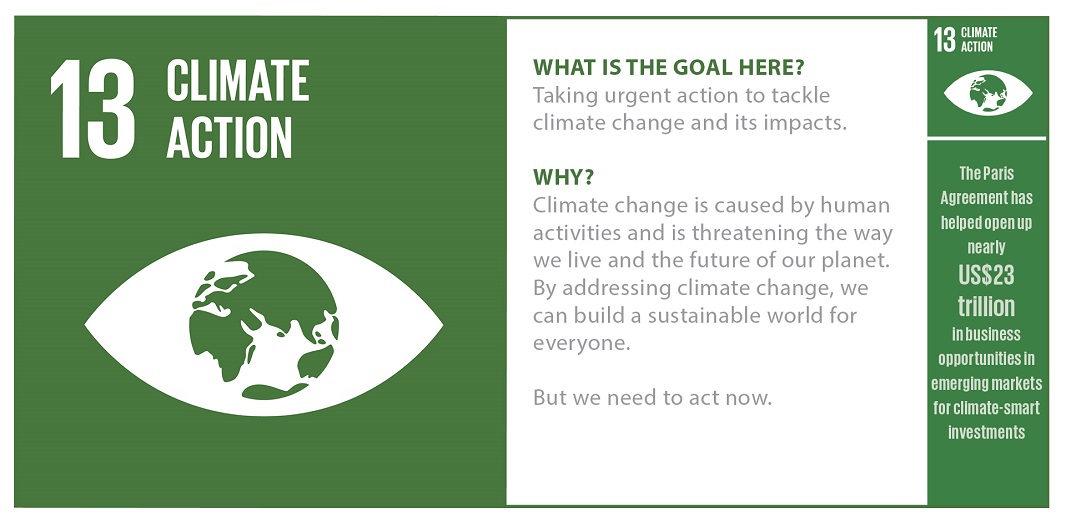 13 CLIMATE
ACTION
WHAT IS THE GOAL HERE?
Taking urgent action to tackle
climate change and its impacts.
WHY?
Climate change is caused by human
activities and is threatening the way
we live and the future of our planet.
By addressing climate change, we
can build a sustainable world for
everyone.
But we need to act now.
13 CLIMATE
ACTION
The Paris
Agreement has
helped open up
nearly
US$23
trillion
in business
opportunities in
emerging markets
for climate-smart
investments